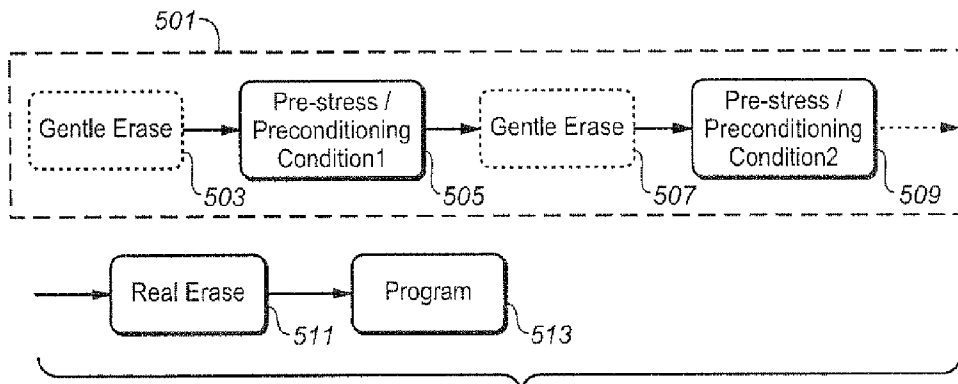 501
Gentle Erase
503
Pre-stress /
Preconditioning
Condition1
505
Gentle Erase
507
Pre-stress /
Preconditioning
Condition2
509
Real Erase
511
Program
513